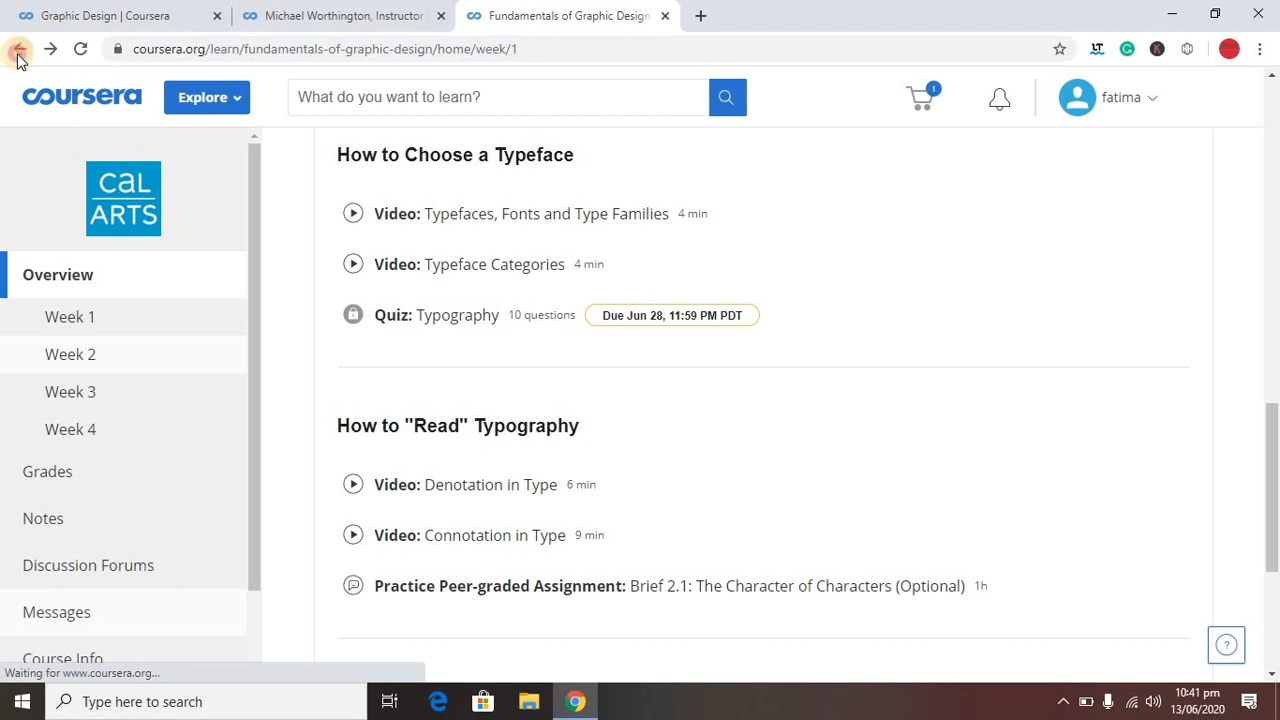 Graphic Design | Coursera
Michael Worthington, Instructor
Fundamentals of Graphic Design
coursera.org/learn/fundamentals-of-graphic-design/home/week/1
LT
K
coursera
Explore
What do you want to learn?
1
fatima
CAL
ARTS
Overview
Week 1
Week 2
Week 3
Week 4
Grades
Notes
Discussion Forums
Messages
Course Info
How to Choose a Typeface
Video: Typefaces, Fonts and Type Families 4 min
Video: Typeface Categories 4 min
Quiz: Typography 10 questions Due Jun 28, 11:59 PM PDT
How to "Read" Typography
Video: Denotation in Type 6 min
Video: Connotation in Type 9 min
Practice Peer-graded Assignment: Brief 2.1: The Character of Characters (Optional) 1h
?
Waiting for www.coursera.org...
Type here to search
10:41 pm
13/06/2020